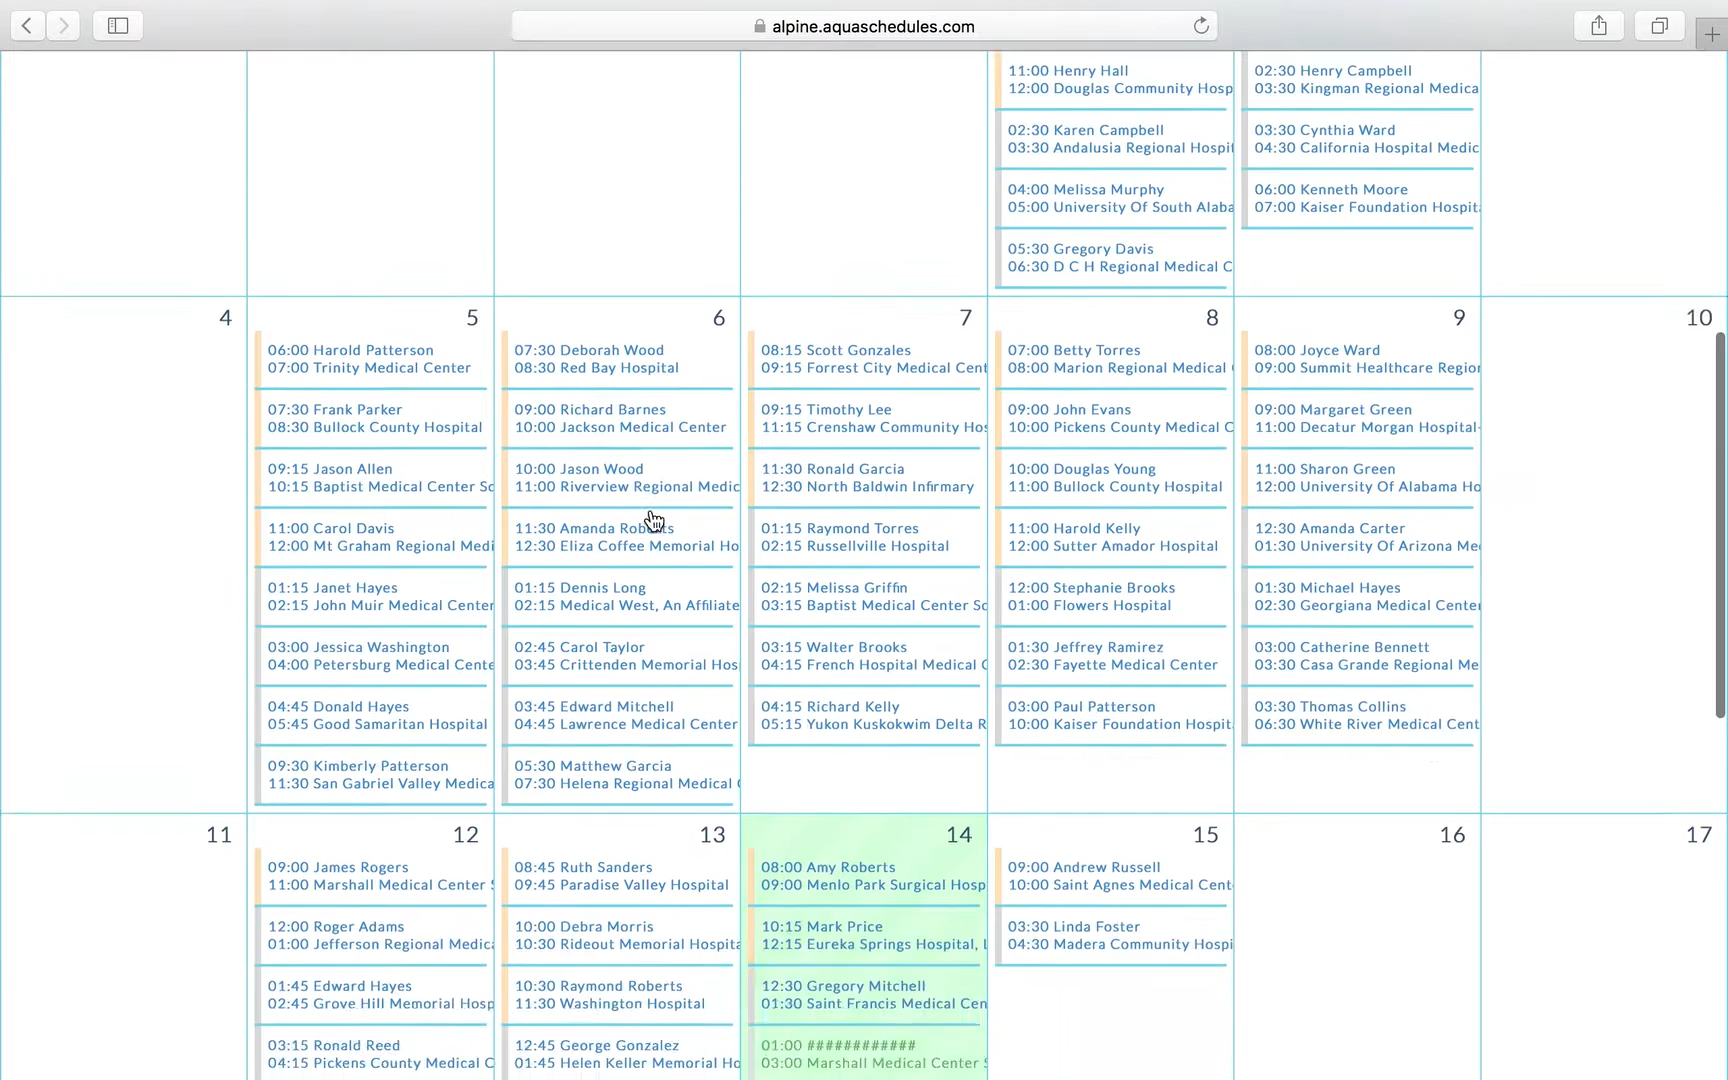 alpine.aquaschedules.com
11:00 Henry Hall
12:00 Douglas Community Hosp
02:30 Karen Campbell
03:30 Andalusia Regional Hospit
04:00 Melissa Murphy
05:00 University Of South Alaba
05:30 Gregory Davis
06:30 D C H Regional Medical C
02:30 Henry Campbell
03:30 Kingman Regional Medica
03:30 Cynthia Ward
04:30 California Hospital Medic
06:00 Kenneth Moore
07:00 Kaiser Foundation Hospit
4
5
06:00 Harold Patterson
07:00 Trinity Medical Center
07:30 Frank Parker
08:30 Bullock County Hospital
09:15 Jason Allen
10:15 Baptist Medical Center So
11:00 Carol Davis
12:00 Mt Graham Regional Medi
01:15 Janet Hayes
02:15 John Muir Medical Center
03:00 Jessica Washington
04:00 Petersburg Medical Cente
04:45 Donald Hayes
05:45 Good Samaritan Hospital
09:30 Kimberly Patterson
11:30 San Gabriel Valley Medica
6
07:30 Deborah Wood
08:30 Red Bay Hospital
09:00 Richard Barnes
10:00 Jackson Medical Center
10:00 Jason Wood
11:00 Riverview Regional Medic
11:30 Amanda Roberts
12:30 Eliza Coffee Memorial Ho
01:15 Dennis Long
02:15 Medical West, An Affiliate
02:45 Carol Taylor
03:45 Crittenden Memorial Hos
03:45 Edward Mitchell
04:45 Lawrence Medical Center
05:30 Matthew Garcia
07:30 Helena Regional Medical
7
08:15 Scott Gonzales
09:15 Forrest City Medical Cent
09:15 Timothy Lee
11:15 Crenshaw Community Hos
11:30 Ronald Garcia
12:30 North Baldwin Infirmary
01:15 Raymond Torres
02:15 Russellville Hospital
02:15 Melissa Griffin
03:15 Baptist Medical Center So
03:15 Walter Brooks
04:15 French Hospital Medical C
04:15 Richard Kelly
05:15 Yukon Kuskokwim Delta R
8
07:00 Betty Torres
08:00 Marion Regional Medical
09:00 John Evans
10:00 Pickens County Medical C
10:00 Douglas Young
11:00 Bullock County Hospital
11:00 Harold Kelly
12:00 Sutter Amador Hospital
12:00 Stephanie Brooks
01:00 Flowers Hospital
01:30 Jeffrey Ramirez
02:30 Fayette Medical Center
03:00 Paul Patterson
10:00 Kaiser Foundation Hospit
9
08:00 Joyce Ward
09:00 Summit Healthcare Region
09:00 Margaret Green
11:00 Decatur Morgan Hospital-
11:00 Sharon Green
12:00 University Of Alabama Ho
12:30 Amanda Carter
01:30 University Of Arizona Me
01:30 Michael Hayes
02:30 Georgiana Medical Center
03:00 Catherine Bennett
03:30 Casa Grande Regional Me
03:30 Thomas Collins
06:30 White River Medical Cent
10
11
12
09:00 James Rogers
11:00 Marshall Medical Center S
12:00 Roger Adams
01:00 Jefferson Regional Medica
01:45 Edward Hayes
02:45 Grove Hill Memorial Hosp
03:15 Ronald Reed
04:15 Pickens County Medical C
13
08:45 Ruth Sanders
09:45 Paradise Valley Hospital
10:00 Debra Morris
10:30 Rideout Memorial Hospita
10:30 Raymond Roberts
11:30 Washington Hospital
12:45 George Gonzalez
01:45 Helen Keller Memorial Ho
14
08:00 Amy Roberts
09:00 Menlo Park Surgical Hosp
10:15 Mark Price
12:15 Eureka Springs Hospital, L
12:30 Gregory Mitchell
01:30 Saint Francis Medical Cen
01:00 ############
03:00 Marshall Medical Center S
15
09:00 Andrew Russell
10:00 Saint Agnes Medical Cent
03:30 Linda Foster
04:30 Madera Community Hospi
16
17